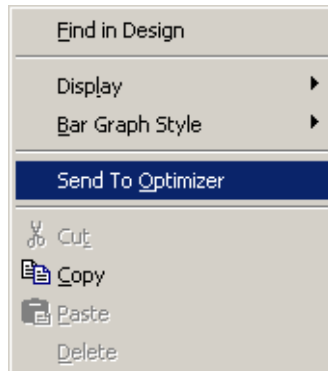 Find in Design
Display
Bar Graph Style
Send To Optimizer
Cut
Copy
Paste
Delete